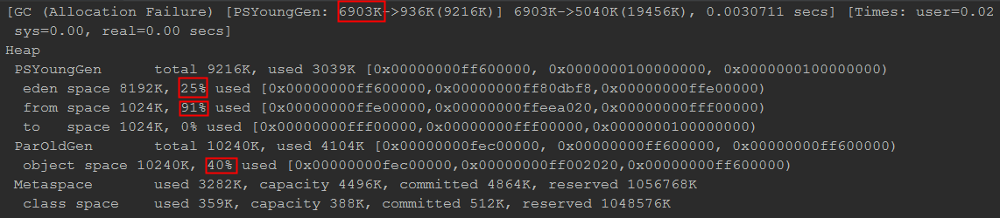 [GC (Allocation Failure) [PSYoungGen: 6903K->936K(9216K)] 6903K->5040K(19456K), 0.0030711 secs] [Times: user=0.02
sys=0.00, real=0.00 secs]
Heap
PSYoungGen total 9216K, used 3039K [0x00000000ff600000, 0x0000000100000000, 0x0000000100000000)
eden space 8192K, 25% used [0x00000000ff600000,0x00000000ff80dbf8,0x00000000ffe00000)
from space 1024K, 91% used [0x00000000ffe00000,0x00000000ffeea020,0x00000000fff00000)
to space 1024K, 0% used [0x00000000fff00000,0x00000000fff00000,0x0000000100000000)
ParOldGen total 10240K, used 4104K [0x00000000fec00000, 0x00000000ff600000, 0x00000000ff600000)
object space 10240K, 40% used [0x00000000fec00000,0x00000000ff002020,0x00000000ff600000)
Metaspace used 3282K, capacity 4496K, committed 4864K, reserved 1056768K
class space used 359K, capacity 388K, committed 512K, reserved 1048576K